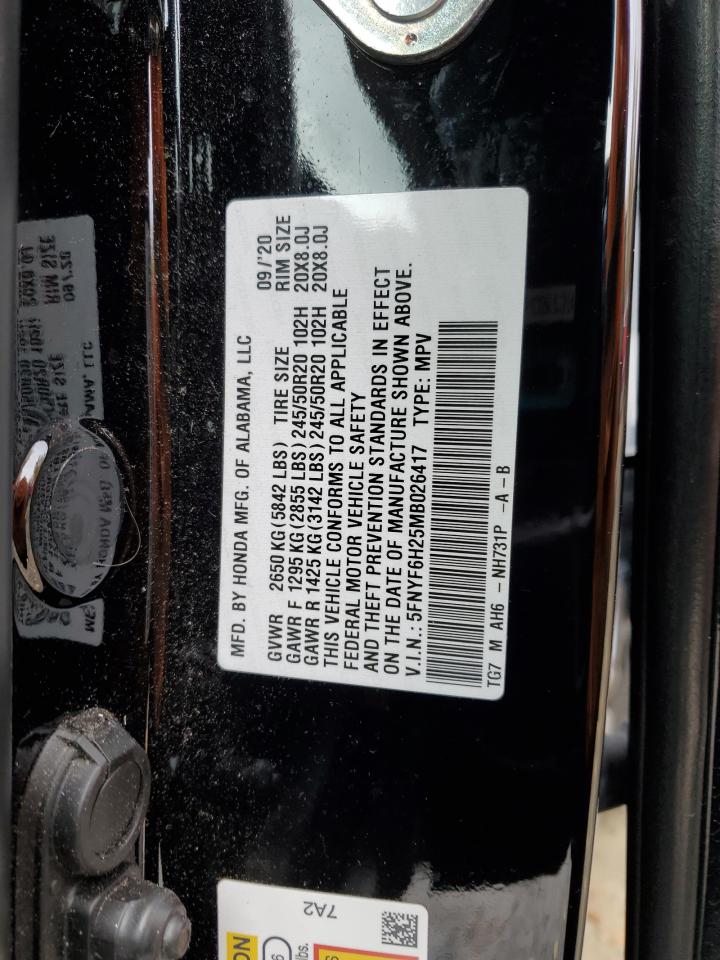 MFD. BY HONDA MFG. OF ALABAMA, LLC 09/'20
GVWR 2650 KG (5842 LBS) TIRE SIZE RIM SIZE
GAWR F 1295 KG (2855 LBS) 245/50R20 102H 20X8.0J
GAWR R 1425 KG (3142 LBS) 245/50R20 102H 20X8.0J
THIS VEHICLE CONFORMS TO ALL APPLICABLE
FEDERAL MOTOR VEHICLE SAFETY
AND THEFT PREVENTION STANDARDS IN EFFECT
ON THE DATE OF MANUFACTURE SHOWN ABOVE.
V.I.N.: 5FNYF6H25MB026417 TYPE: MPV
TG7 M AH6 - NH731P -A -B
7A2
ON
6
lbs.